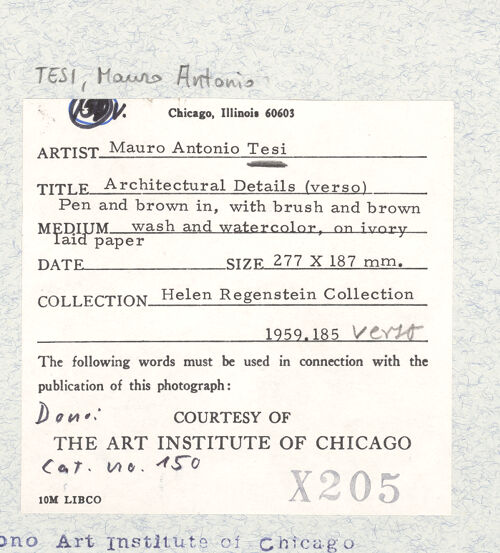 TESI, Mauro Antonio
150 v.
Chicago, Illinois 60603
ARTIST Mauro Antonio Tesi
TITLE Architectural Details (verso)
Pen and brown in, with brush and brown
MEDIUM wash and watercolor, on ivory
laid paper
DATE SIZE 277 X 187 mm.
COLLECTION Helen Regenstein Collection
1959.185 verso
The following words must be used in connection with the
publication of this photograph:
COURTESY OF
THE ART INSTITUTE OF CHICAGO
Cat. no. 150
X205
10M LIBCO
ono Art Institute of Chicago